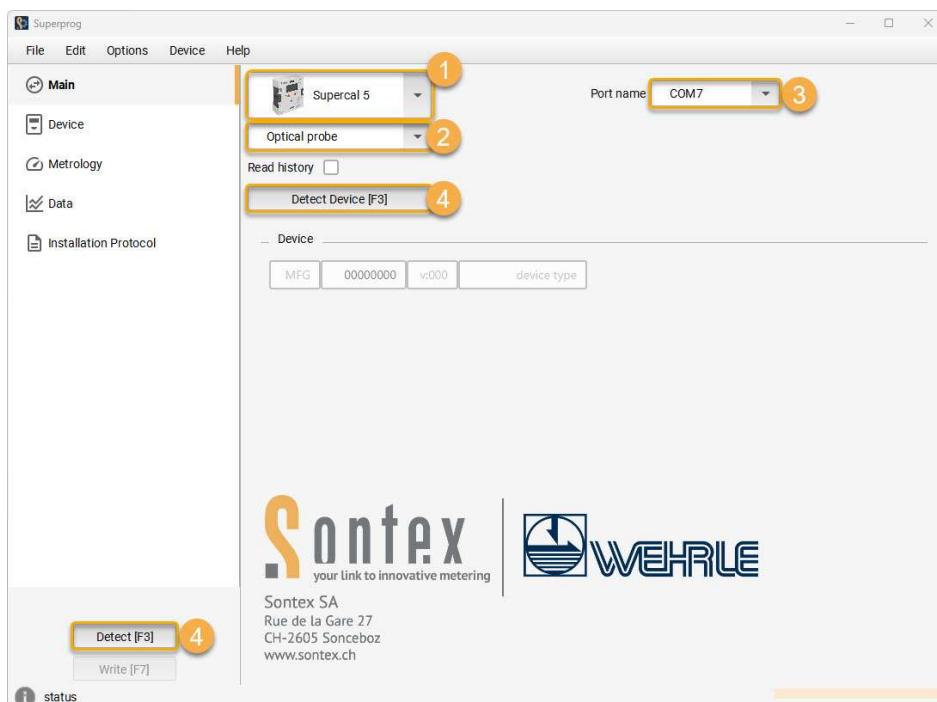 Superprog
File Edit Options Device Help
Main
Device
Metrology
Data
Installation Protocol
1
Supercal 5
Port name COM7
3
Optical probe
2
Read history
Detect Device [F3]
4
Device
MFG 00000000 v:000 device type
Sontex
your link to innovative metering
WEHRLE
Sontex SA
Rue de la Gare 27
CH-2605 Sonceboz
www.sontex.ch
Detect [F3]
4
Write [F7]
status